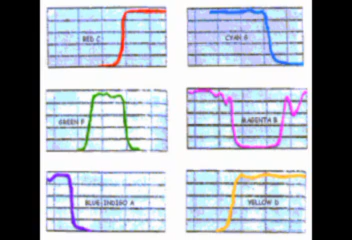 RED C
CYAN G
GREEN F
MAGENTA B
BLUE-INDIGO A
YELLOW D